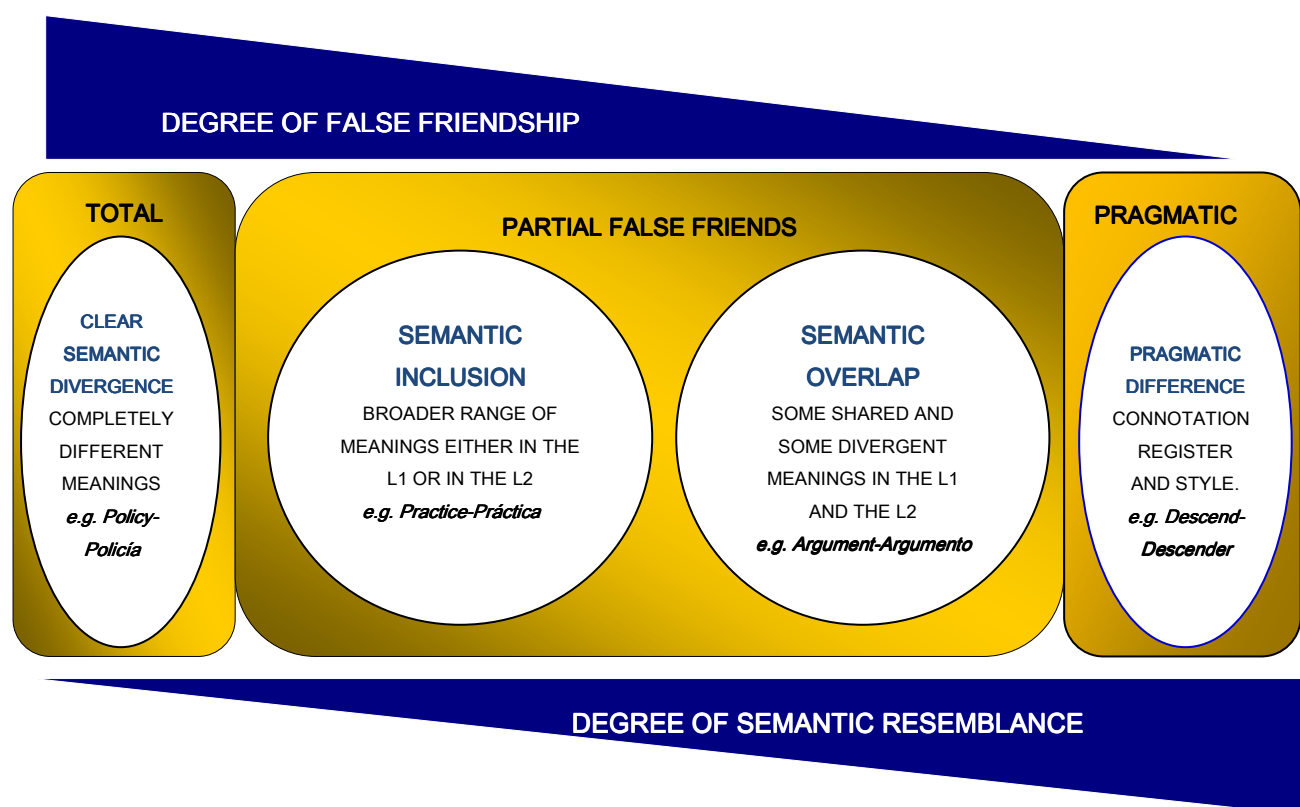 DEGREE OF FALSE FRIENDSHIP
TOTAL
CLEAR
SEMANTIC
DIVERGENCE
COMPLETELY
DIFFERENT
MEANINGS
e.g. Policy-
Policía
PARTIAL FALSE FRIENDS
SEMANTIC
INCLUSION
BROADER RANGE OF
MEANINGS EITHER IN THE
L1 OR IN THE L2
e.g. Practice-Práctica
SEMANTIC
OVERLAP
SOME SHARED AND
SOME DIVERGENT
MEANINGS IN THE L1
AND THE L2
e.g. Argument-Argumento
PRAGMATIC
PRAGMATIC
DIFFERENCE
CONNOTATION
REGISTER
AND STYLE.
e.g. Descend-
Descender
DEGREE OF SEMANTIC RESEMBLANCE